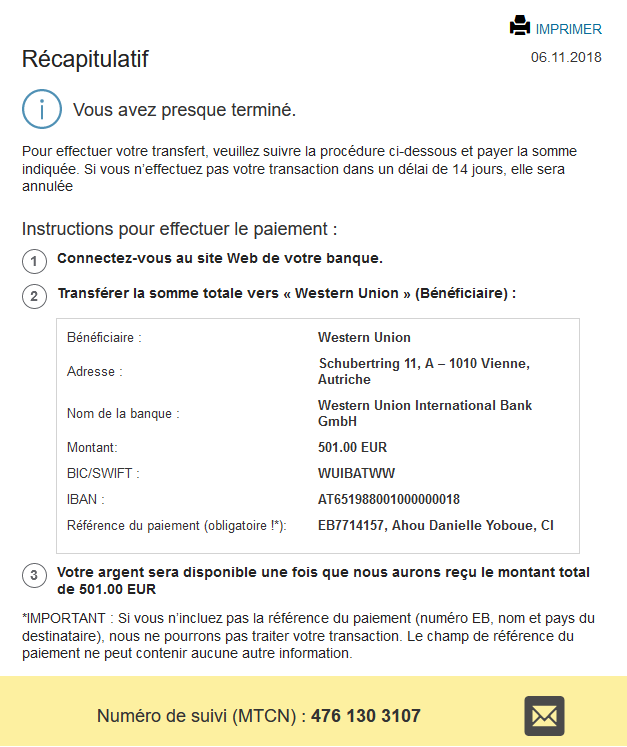 IMPRIMER
Récapitulatif
06.11.2018
Vous avez presque terminé.
Pour effectuer votre transfert, veuillez suivre la procédure ci-dessous et payer la somme
indiquée. Si vous n’effectuez pas votre transaction dans un délai de 14 jours, elle sera
annulée
Instructions pour effectuer le paiement :
1 Connectez-vous au site Web de votre banque.
2 Transférer la somme totale vers « Western Union » (Bénéficiaire) :
Bénéficiaire : Western Union
Adresse : Schubertring 11, A – 1010 Vienne,
Autriche
Nom de la banque : Western Union International Bank
GmbH
Montant: 501.00 EUR
BIC/SWIFT : WUIBATWW
IBAN : AT651988001000000018
Référence du paiement (obligatoire !*): EB7714157, Ahou Danielle Yoboue, CI
3 Votre argent sera disponible une fois que nous aurons reçu le montant total
de 501.00 EUR
*IMPORTANT : Si vous n’incluez pas la référence du paiement (numéro EB, nom et pays du
destinataire), nous ne pourrons pas traiter votre transaction. Le champ de référence du
paiement ne peut contenir aucune autre information.
Numéro de suivi (MTCN) : 476 130 3107